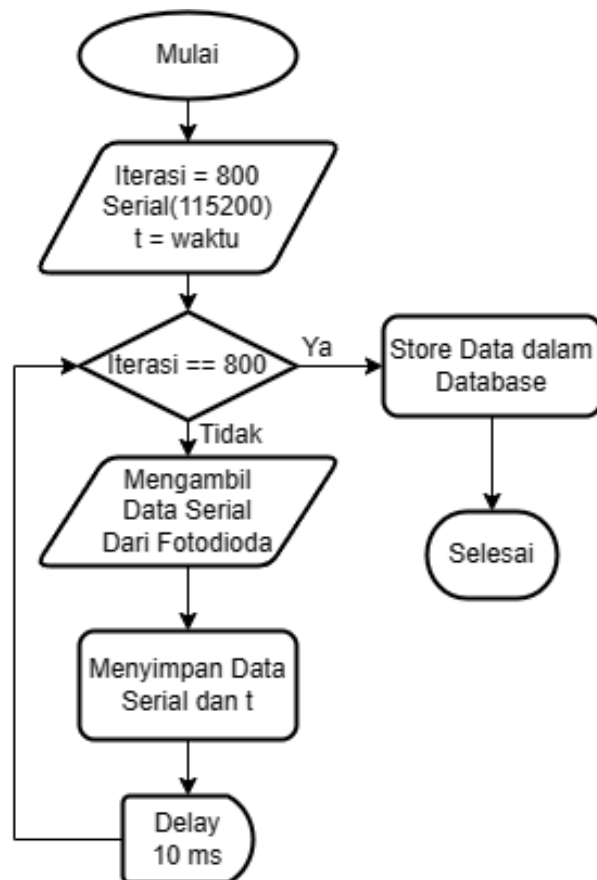 Mulai
Iterasi = 800
Serial(115200)
t = waktu
Iterasi == 800
Ya
Store Data dalam
Database
Tidak
Mengambil
Data Serial
Dari Fotodioda
Selesai
Menyimpan Data
Serial dan t
Delay
10 ms